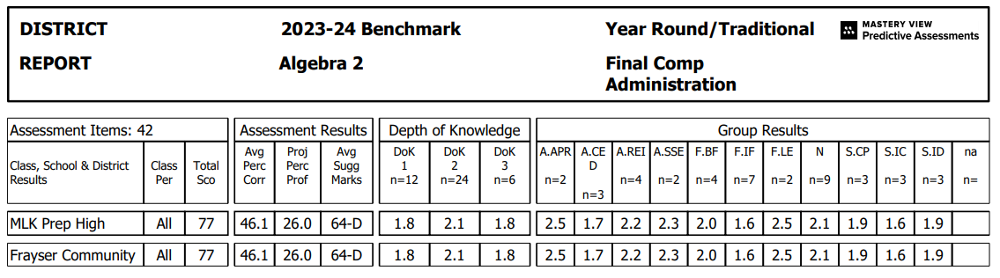 DISTRICT 2023-24 Benchmark Year Round/Traditional MASTERY VIEW
Predictive Assessments
REPORT Algebra 2 Final Comp
Administration
Assessment Items: 42 Assessment Results Depth of Knowledge Group Results
Class, School & District Results Class Per Total Sco Avg Perc Corr Proj Perc Prof Avg Sugg Marks DoK 1 n=12 DoK 2 n=24 DoK 3 n=6 A.APR n=2 A.CE D n=3 A.REI n=4 A.SSE n=2 F.BF n=4 F.IF n=7 F.LE n=2 N n=9 S.CP n=3 S.IC n=3 S.ID n=3 na n=
MLK Prep High All 77 46.1 26.0 64-D 1.8 2.1 1.8 2.5 1.7 2.2 2.3 2.0 1.6 2.5 2.1 1.9 1.6 1.9
Frayser Community All 77 46.1 26.0 64-D 1.8 2.1 1.8 2.5 1.7 2.2 2.3 2.0 1.6 2.5 2.1 1.9 1.6 1.9